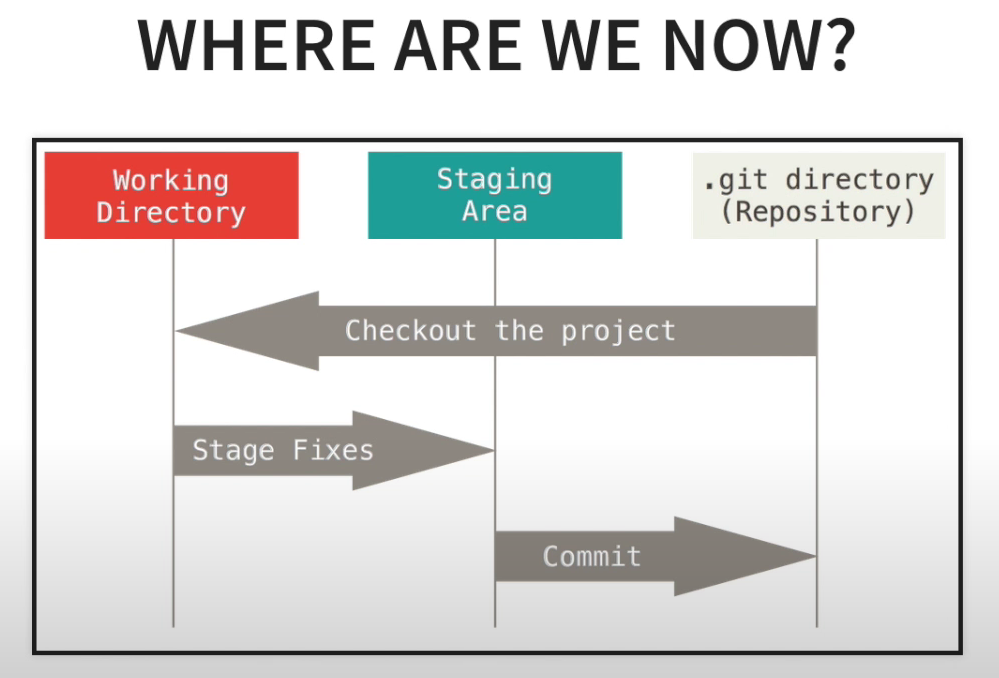 WHERE ARE WE NOW?
Working
Directory
Staging
Area
.git directory
(Repository)
Checkout the project
Stage Fixes
Commit